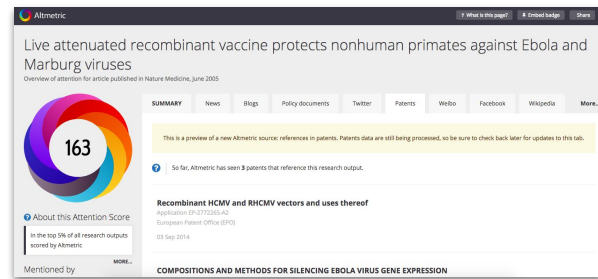 Altmetric
? What is this page?
Embed badge
Share
Live attenuated recombinant vaccine protects nonhuman primates against Ebola and
Marburg viruses
Overview of attention for article published in Nature Medicine, June 2005
SUMMARY
News
Blogs
Policy documents
Twitter
Patents
Weibo
Facebook
Wikipedia
More..
163
This is a preview of a new Altmetric source: references in patents. Patents data are still being processed, so be sure to check back later for updates to this tab.
? So far, Altmetric has seen 3 patents that reference this research output.
Recombinant HCMV and RHCMV vectors and uses thereof
Application EP-2772265-A2
European Patent Office (EPO)
03 Sep 2014
? About this Attention Score
In the top 5% of all research outputs
scored by Altmetric
MORE...
Mentioned by
COMPOSITIONS AND METHODS FOR SILENCING EBOLA VIRUS GENE EXPRESSION